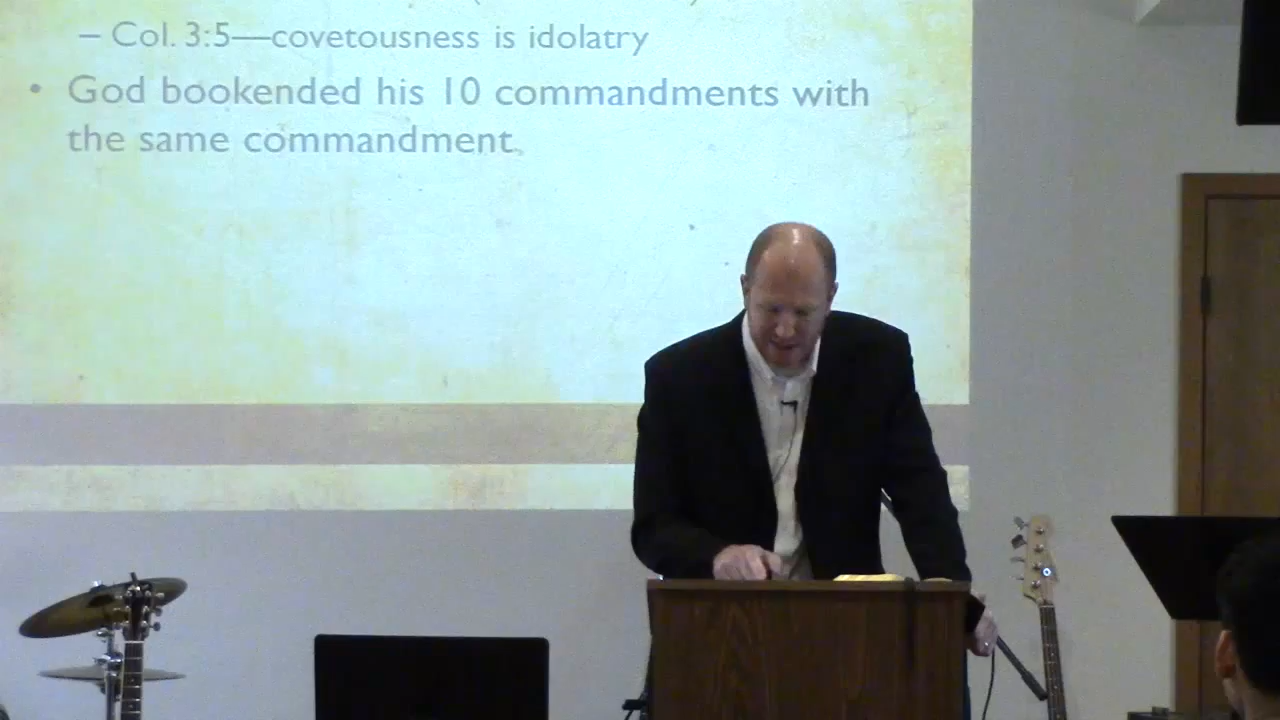 – Col. 3:5—covetousness is idolatry
• God bookended his 10 commandments with
the same commandment.